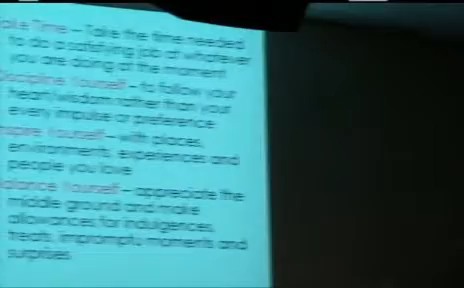 Take Time – Take the time needed
to do a satisfying job of whatever
you are doing at the moment
Discipline Yourself – to follow your
heart wisdom rather than your
every impulse or preference
Inspire Yourself – with places,
environments, experiences and
people you love
Balance Yourself – appreciate the
middle ground and make
allowances for indulgences,
treats, impromptu moments and
surprises